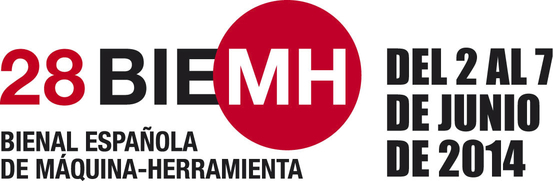 28 BIEMH
BIENAL ESPAÑOLA
DE MÁQUINA-HERRAMIENTA
DEL 2 AL 7
DE JUNIO
DE 2014